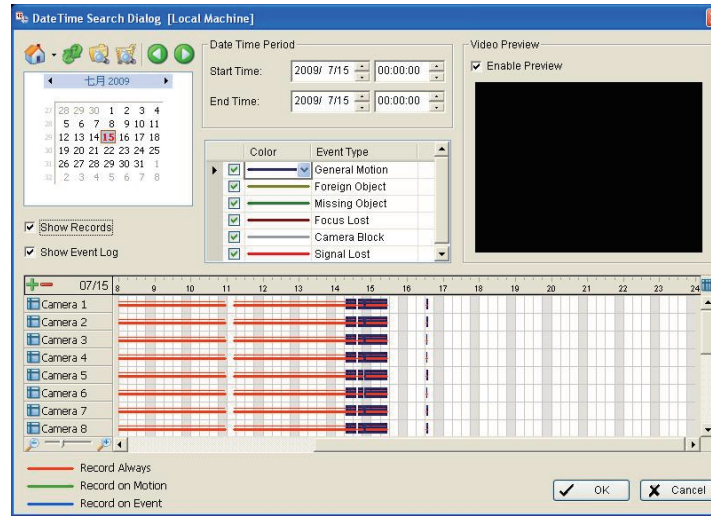 DateTime Search Dialog [Local Machine]
Date Time Period
Start Time: 2009/ 7/15 00:00:00
End Time: 2009/ 7/15 00:00:00
Video Preview
Enable Preview
七月 2009
27 28 29 30 1 2 3 4
28 5 6 7 8 9 10 11
29 12 13 14 15 16 17 18
30 19 20 21 22 23 24 25
31 26 27 28 29 30 31 1
32 2 3 4 5 6 7 8
Show Records
Show Event Log
Color Event Type
General Motion
Foreign Object
Missing Object
Focus Lost
Camera Block
Signal Lost
07/15 8 9 10 11 12 13 14 15 16 17 18 19 20 21 22 23 24
Camera 1
Camera 2
Camera 3
Camera 4
Camera 5
Camera 6
Camera 7
Camera 8
Record Always
Record on Motion
Record on Event
OK
Cancel